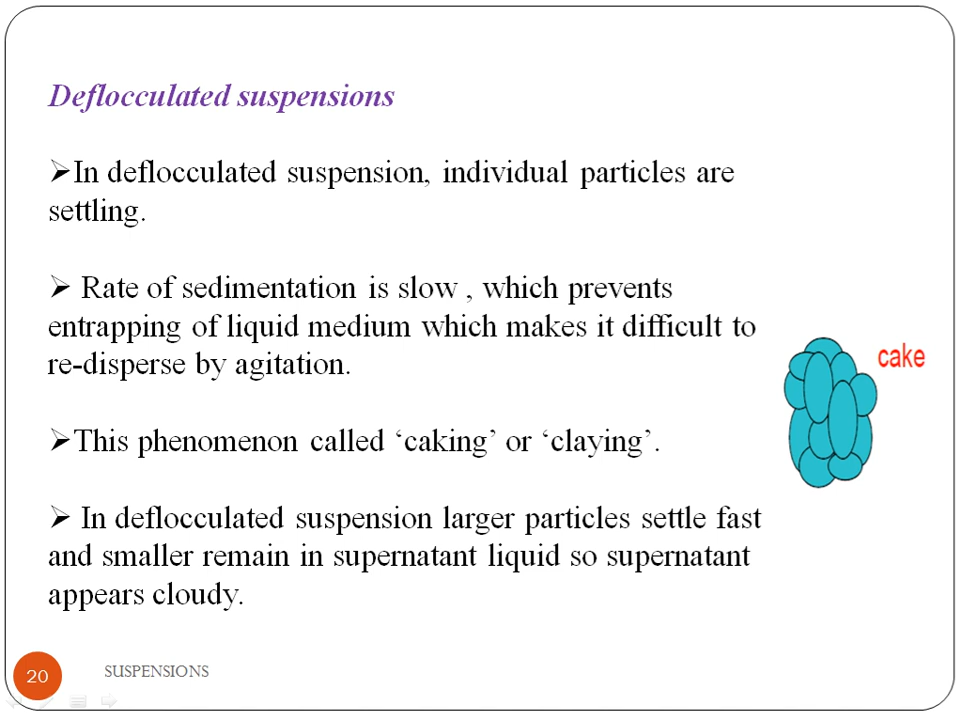 Deflocculated suspensions
➢In deflocculated suspension, individual particles are
settling.
➢ Rate of sedimentation is slow , which prevents
entrapping of liquid medium which makes it difficult to
re-disperse by agitation.
cake
➢This phenomenon called ‘caking’ or ‘claying’.
➢ In deflocculated suspension larger particles settle fast
and smaller remain in supernatant liquid so supernatant
appears cloudy.
20
SUSPENSIONS